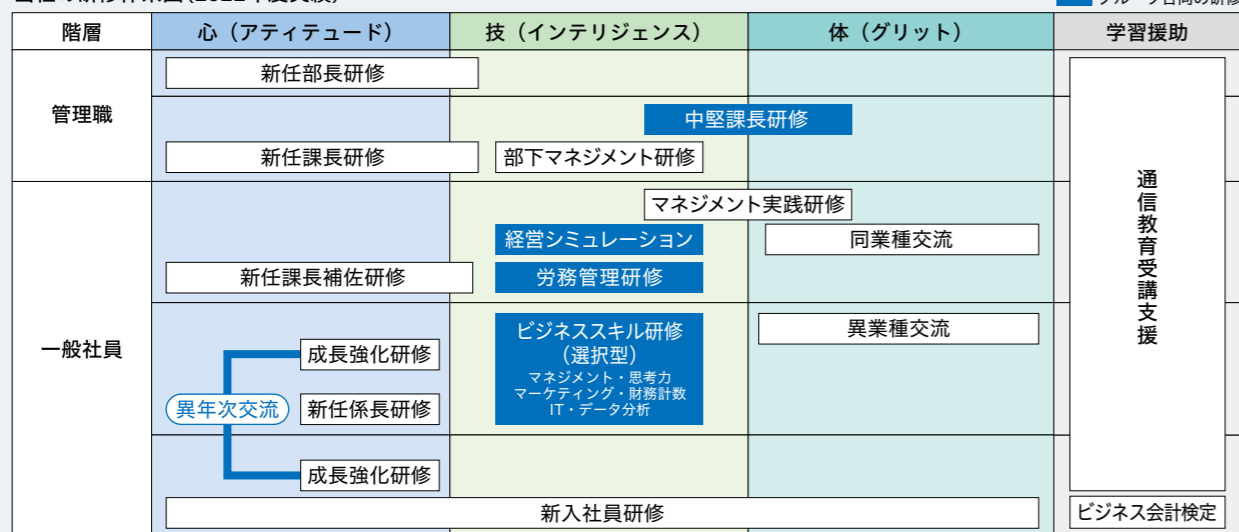 階層
心（アティテュード）
技（インテリジェンス）
体（グリット）
学習援助
管理職
新任部長研修
中堅課長研修
新任課長研修
部下マネジメント研修
一般社員
マネジメント実践研修
経営シミュレーション
同業種交流
新任課長補佐研修
労務管理研修
ビジネススキル研修
（選択型）
マネジメント・思考力
マーケティング・財務計数
IT・データ分析
異業種交流
成長強化研修
異年次交流
新任係長研修
成長強化研修
新入社員研修
通信教育受講支援
ビジネス会計検定